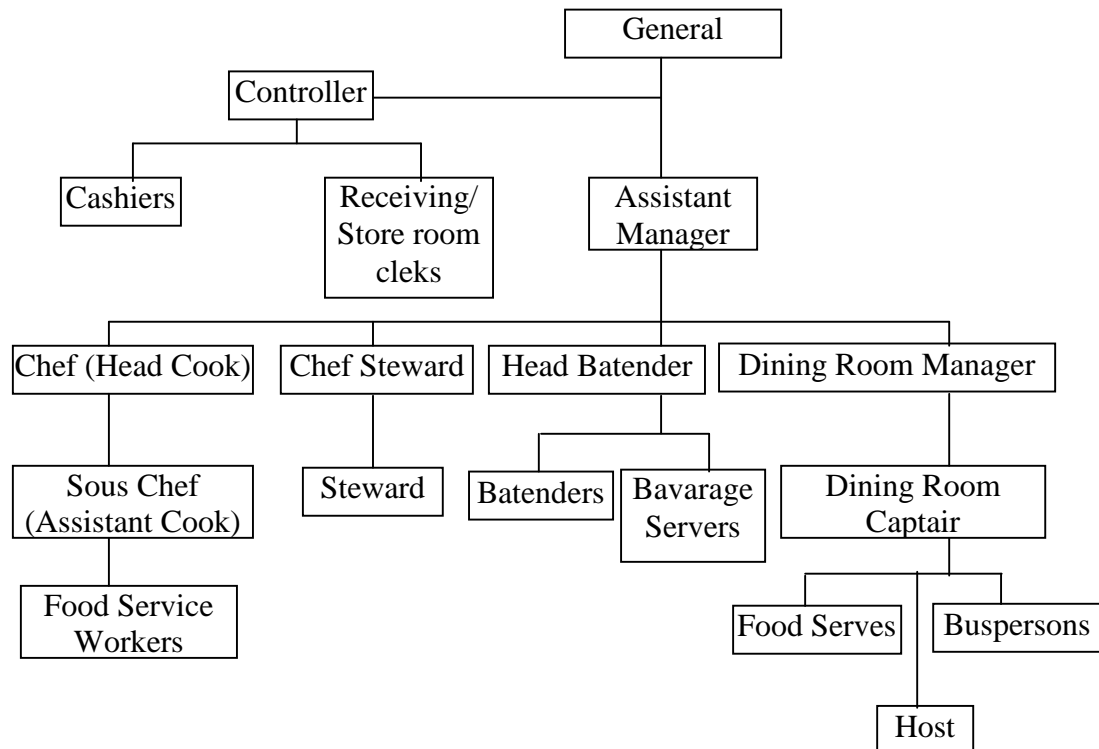 General
Controller
Cashiers
Receiving/
Store room
cleks
Assistant
Manager
Chef (Head Cook)
Chef Steward
Head Batender
Dining Room Manager
Sous Chef
(Assistant Cook)
Steward
Batenders
Bavarage
Servers
Dining Room
Captair
Food Service
Workers
Food Serves
Buspersons
Host